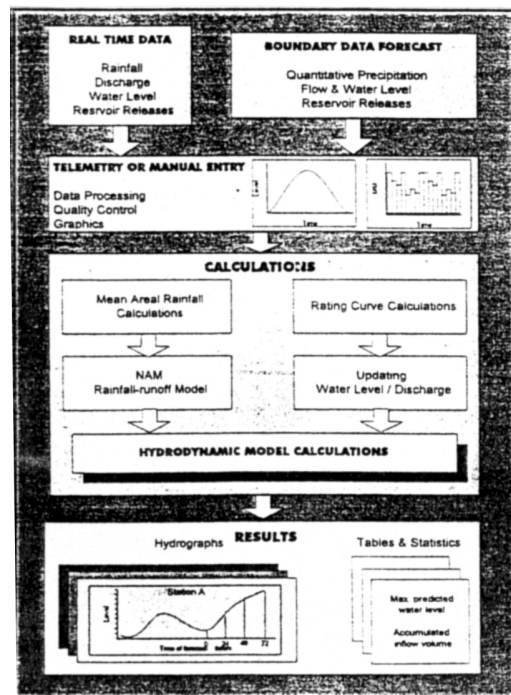 REAL TIME DATA
Rainfall
Discharge
Water Level
Resrvoir Releases
BOUNDARY DATA FORECAST
Quantitative Precipitation
Flow & Water Level
Reservoir Releases
TELEMETRY OR MANUAL ENTRY
Data Processing
Quality Control
Graphics
Level
Time
Time
CALCULATIONS
Mean Areal Rainfall
Calculations
Rating Curve Calculations
NAM
Rainfall-runoff Model
Updating
Water Level / Discharge
HYDRODYNAMIC MODEL CALCULATIONS
RESULTS
Hydrographs
Tables & Statistics
Station A
Level
Time of forecast
24
48
72
Max. predicted
water level
Accumulated
inflow volume